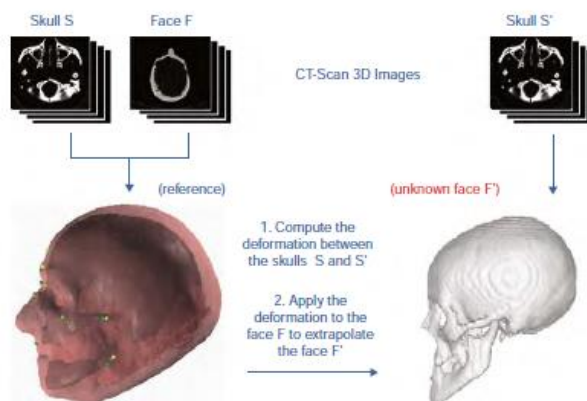 Skull S
Face F
Skull S'
CT-Scan 3D Images
(reference)
(unknown face F')
1. Compute the
deformation between
the skulls S and S'
2. Apply the
deformation to the
face F to extrapolate
the face F'